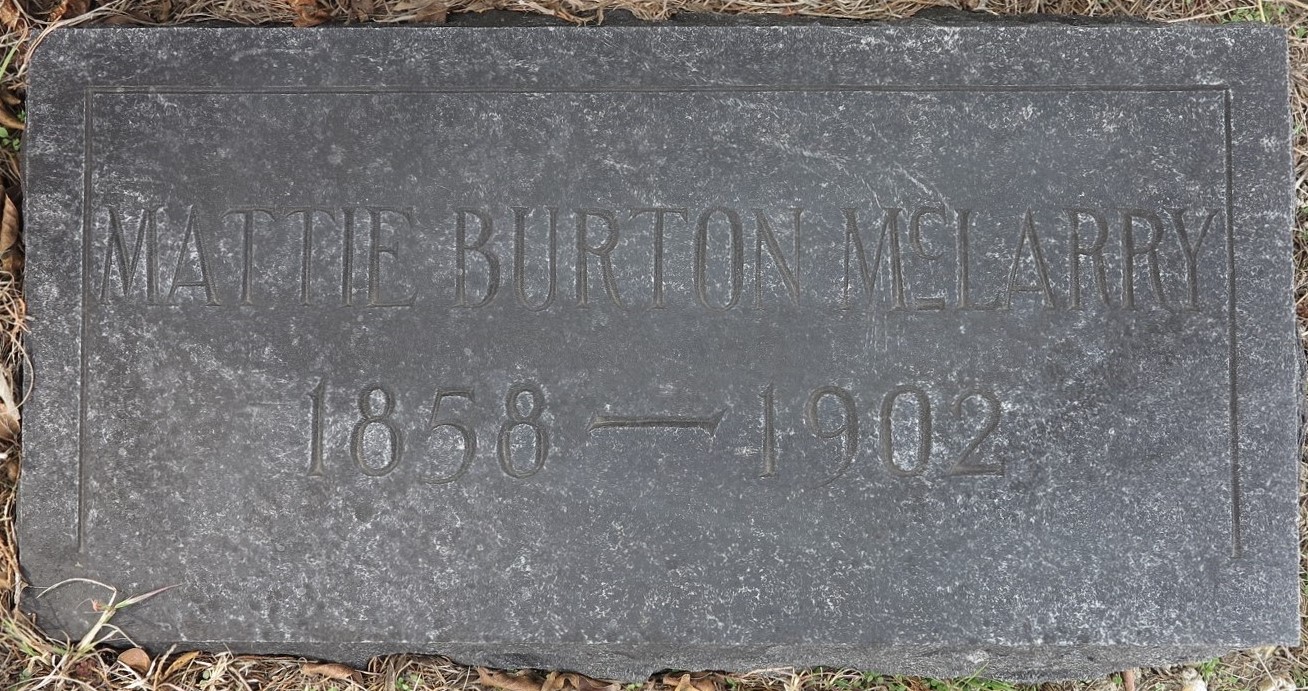 MATTIE BURTON McLARRY
1858 — 1902